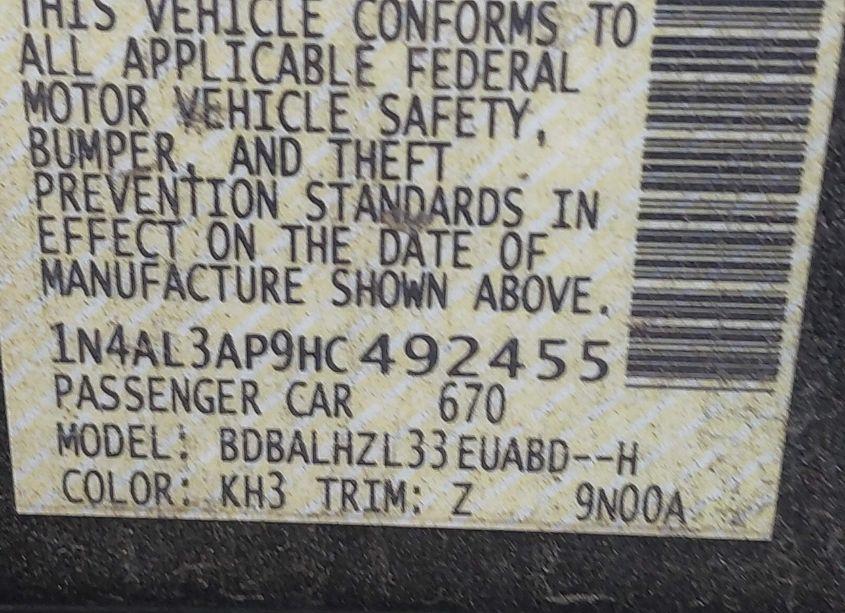 THIS VEHICLE CONFORMS TO
ALL APPLICABLE FEDERAL
MOTOR VEHICLE SAFETY,
BUMPER, AND THEFT
PREVENTION STANDARDS IN
EFFECT ON THE DATE OF
MANUFACTURE SHOWN ABOVE.
1N4AL3AP9HC492455
PASSENGER CAR 670
MODEL: BDBALHZL33EUABD--H
COLOR: KH3 TRIM: Z 9N00A